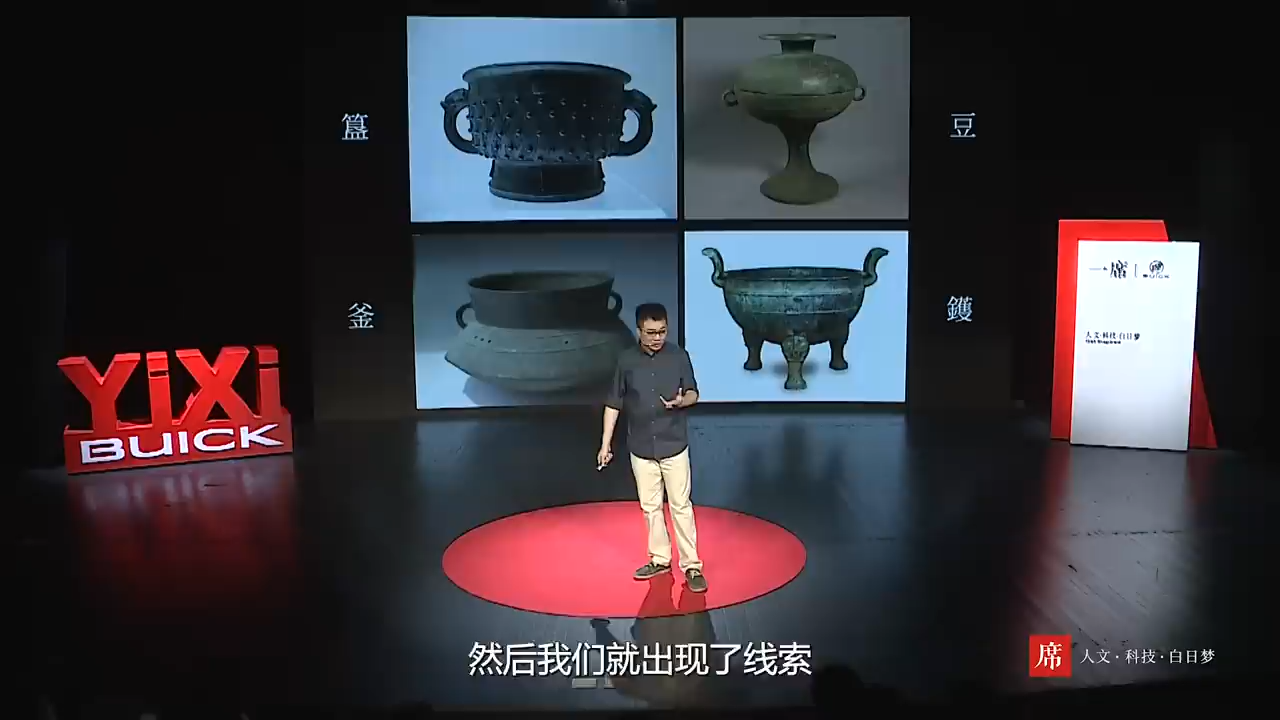 簋
豆
釜
鑊
YiXi
BUICK
一席
人文·科技·白日梦
然后我们就出现了线索
席 人文·科技·白日梦